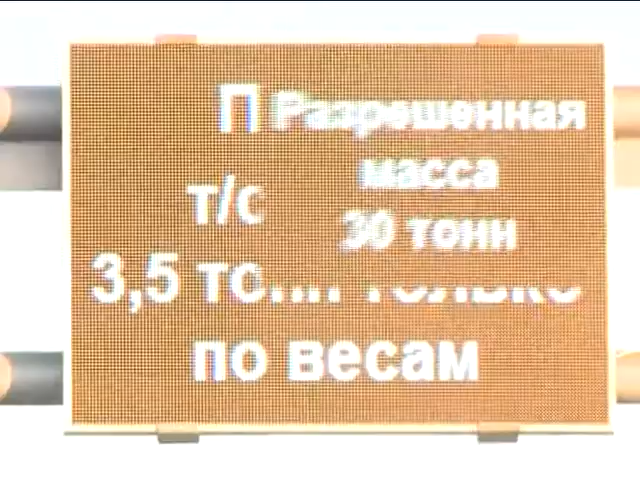 П Разрешенная
масса
т/с
30 тонн
3,5
по весам